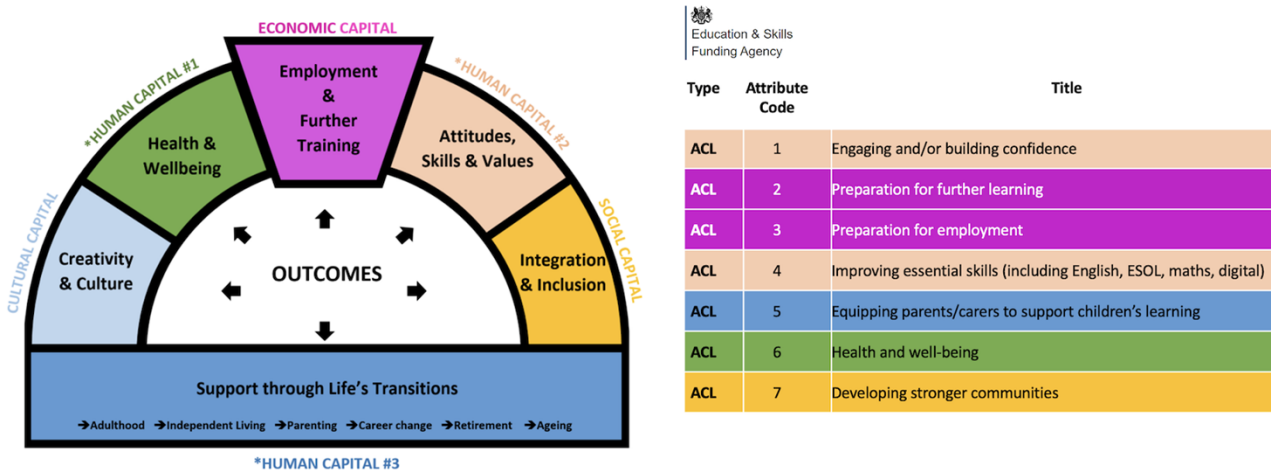 ECONOMIC CAPITAL
*HUMAN CAPITAL #1
*HUMAN CAPITAL #2
CULTURAL CAPITAL
SOCIAL CAPITAL
Employment
&
Further
Training
Health &
Wellbeing
Attitudes,
Skills & Values
Creativity
& Culture
Integration
& Inclusion
OUTCOMES
Support through Life's Transitions
➔Adulthood ➔Independent Living ➔Parenting ➔Career change ➔Retirement ➔Ageing
*HUMAN CAPITAL #3
Education & Skills
Funding Agency
Type Attribute Code Title
ACL 1 Engaging and/or building confidence
ACL 2 Preparation for further learning
ACL 3 Preparation for employment
ACL 4 Improving essential skills (including English, ESOL, maths, digital)
ACL 5 Equipping parents/carers to support children's learning
ACL 6 Health and well-being
ACL 7 Developing stronger communities